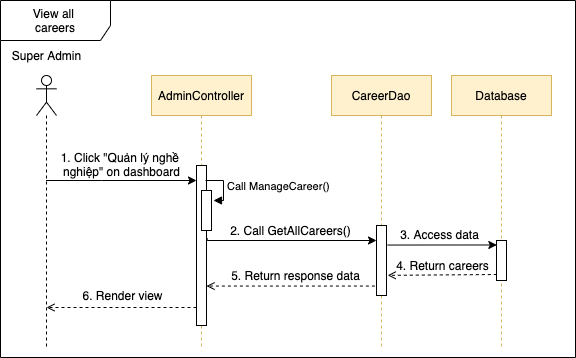 View all
careers
Super Admin
AdminController
CareerDao
Database
1. Click "Quản lý nghề
nghiệp" on dashboard
Call ManageCareer()
2. Call GetAllCareers()
3. Access data
4. Return careers
5. Return response data
6. Render view